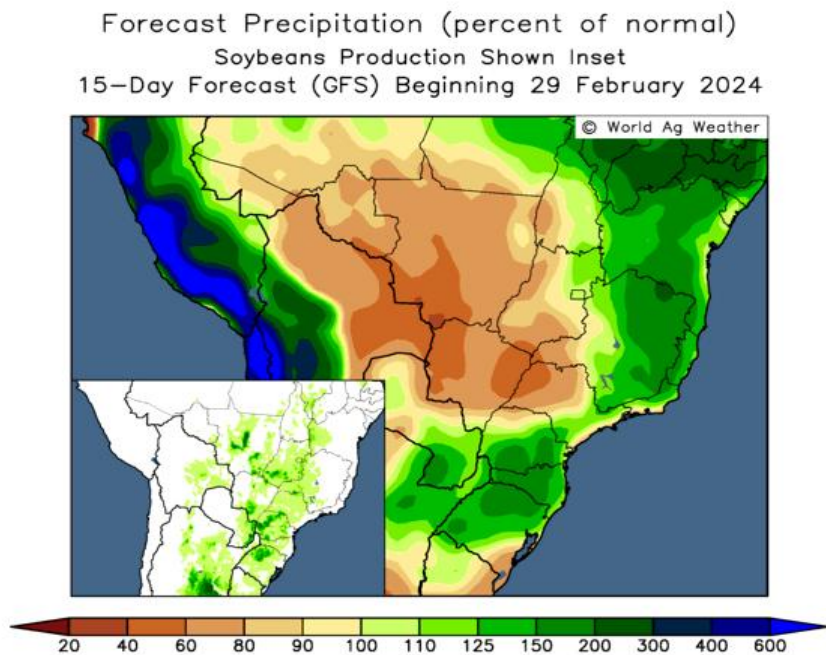 Forecast Precipitation (percent of normal)
Soybeans Production Shown Inset
15-Day Forecast (GFS) Beginning 29 February 2024
© World Ag Weather
20 40 60 80 90 100 110 125 150 200 300 400 600